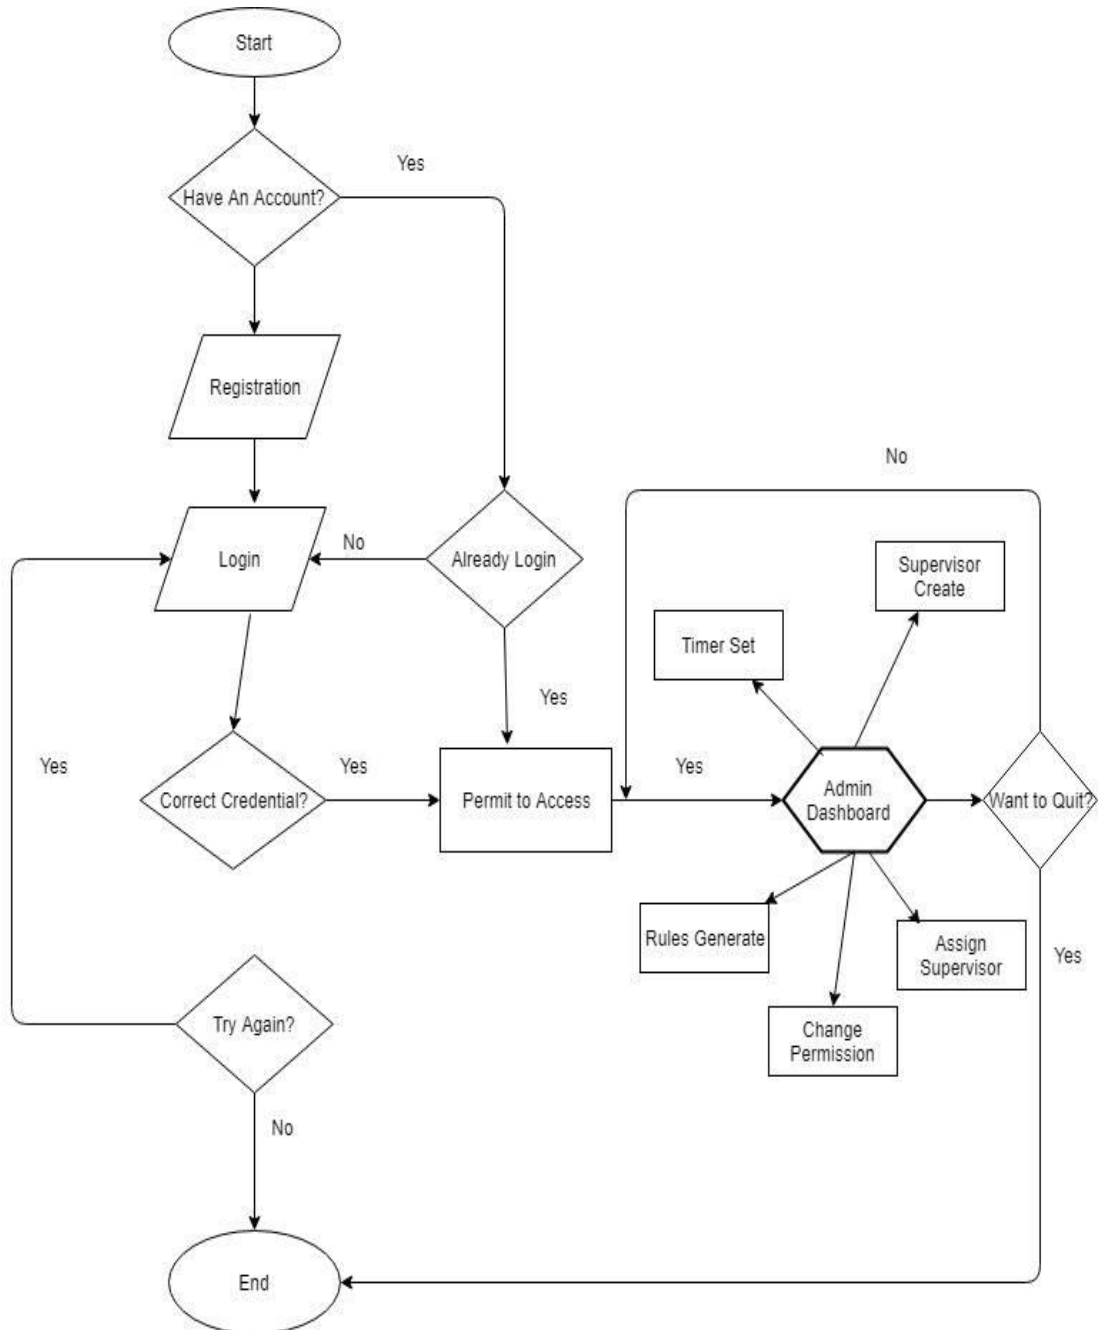 Start
Yes
Have An Account?
Registration
No
Supervisor
Create
Login
No
Already Login
Timer Set
Yes
Yes
Yes
Yes
Correct Credential?
Permit to Access
Admin
Dashboard
Want to Quit?
Rules Generate
Assign
Supervisor
Yes
Try Again?
Change
Permission
No
End